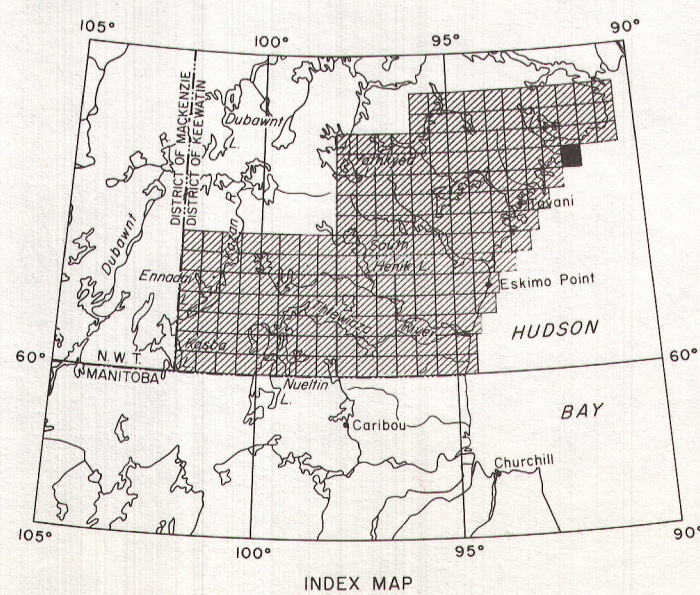 105°
90°
100°
95°
DISTRICT OF MACKENZIE
DISTRICT OF KEEWATIN
Dubawnt
L.
R.
Yathkyed
L.
Tavani
Dubawnt
Kazan
R.
South
Henik L.
Ennadai
L.
Eskimo Point
Thlewiaza
River
HUDSON
60°
N. W. T.
MANITOBA
Kasba
L.
60°
Nueltin
L.
BAY
Caribou
Churchill
105°
100°
95°
90°
INDEX MAP